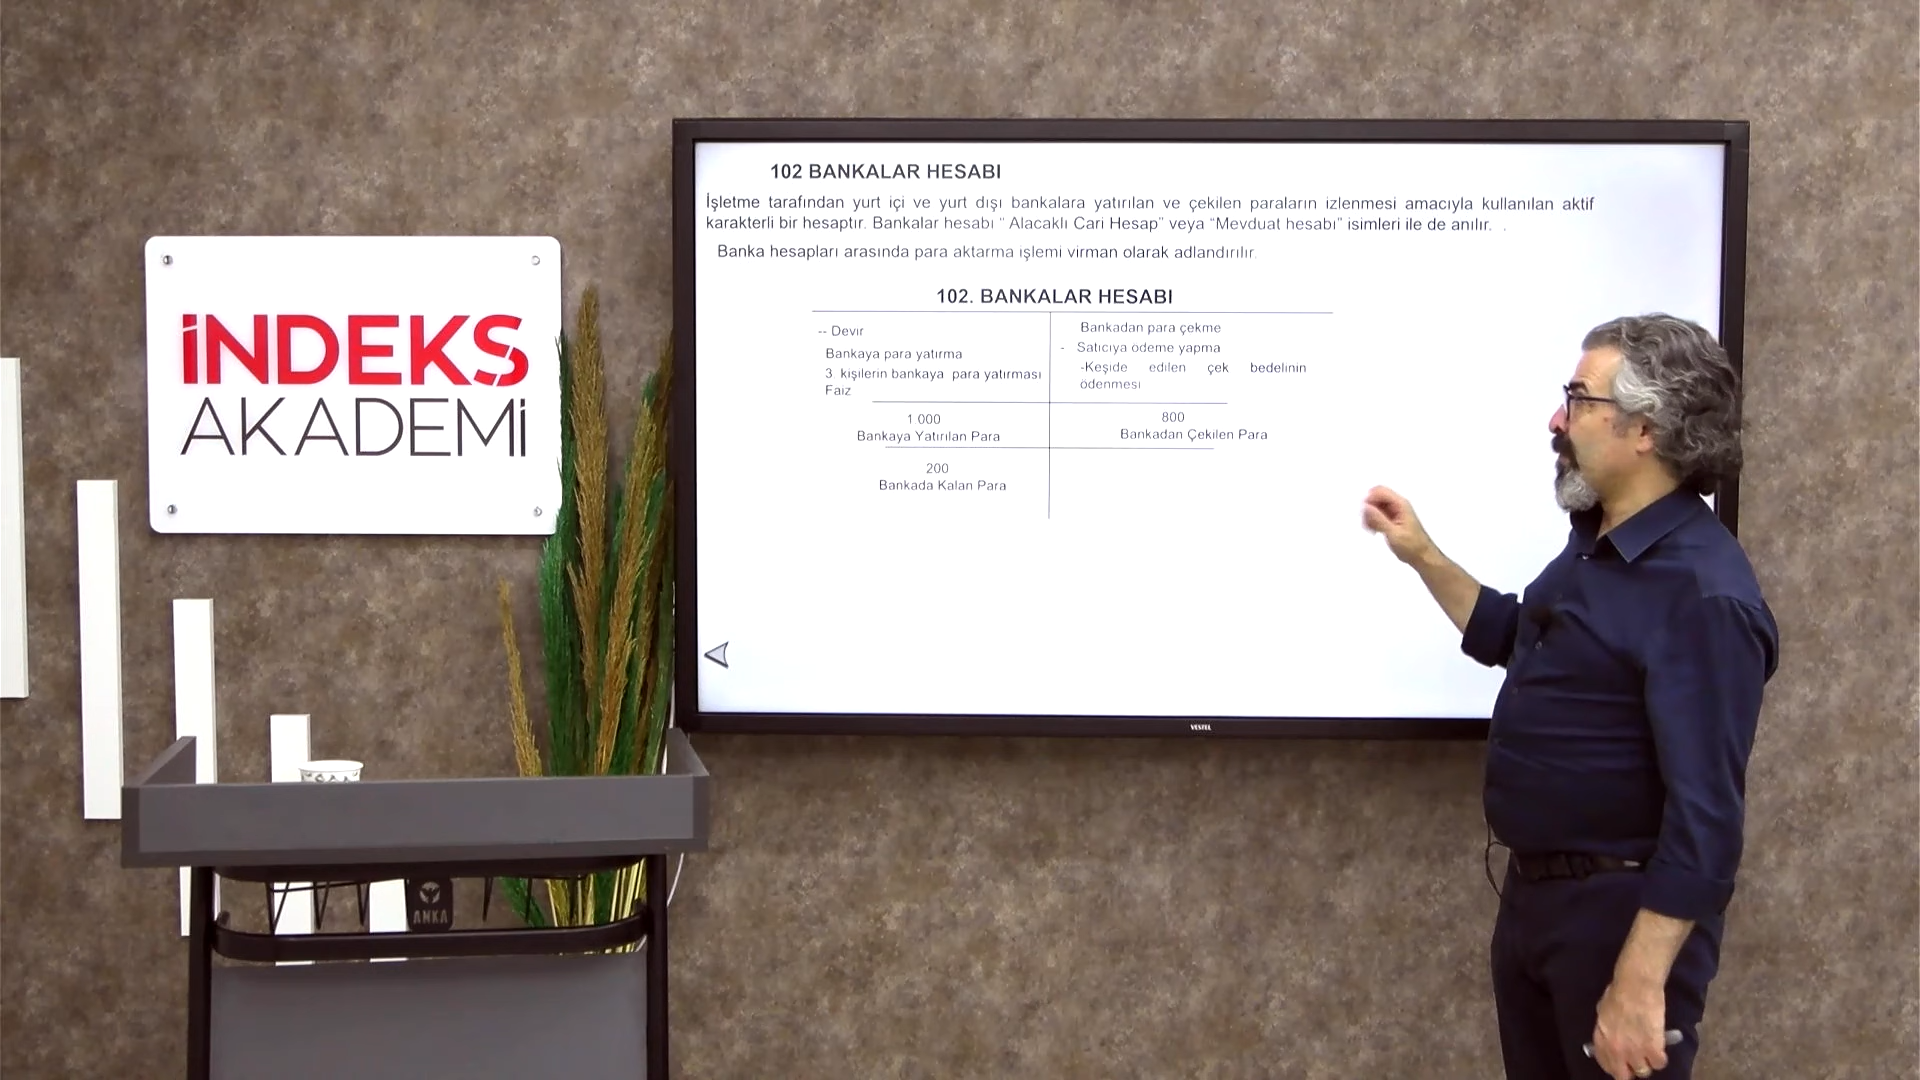 İNDEKS
AKADEMİ
102 BANKALAR HESABI
İşletme tarafından yurt içi ve yurt dışı bankalara yatırılan ve çekilen paraların izlenmesi amacıyla kullanılan aktif
karakterli bir hesaptır. Bankalar hesabı “ Alacaklı Cari Hesap” veya “Mevduat hesabı” isimleri ile de anılır. .
Banka hesapları arasında para aktarma işlemi virman olarak adlandırılır.
102. BANKALAR HESABI
-- Devir
Bankaya para yatırma
3. kişilerin bankaya para yatırması
Faiz
Bankadan para çekme
- Satıcıya ödeme yapma
-Keşide edilen çek bedelinin
ödenmesi
1 000
Bankaya Yatırılan Para
800
Bankadan Çekilen Para
200
Bankada Kalan Para
VESTEL
ANKA